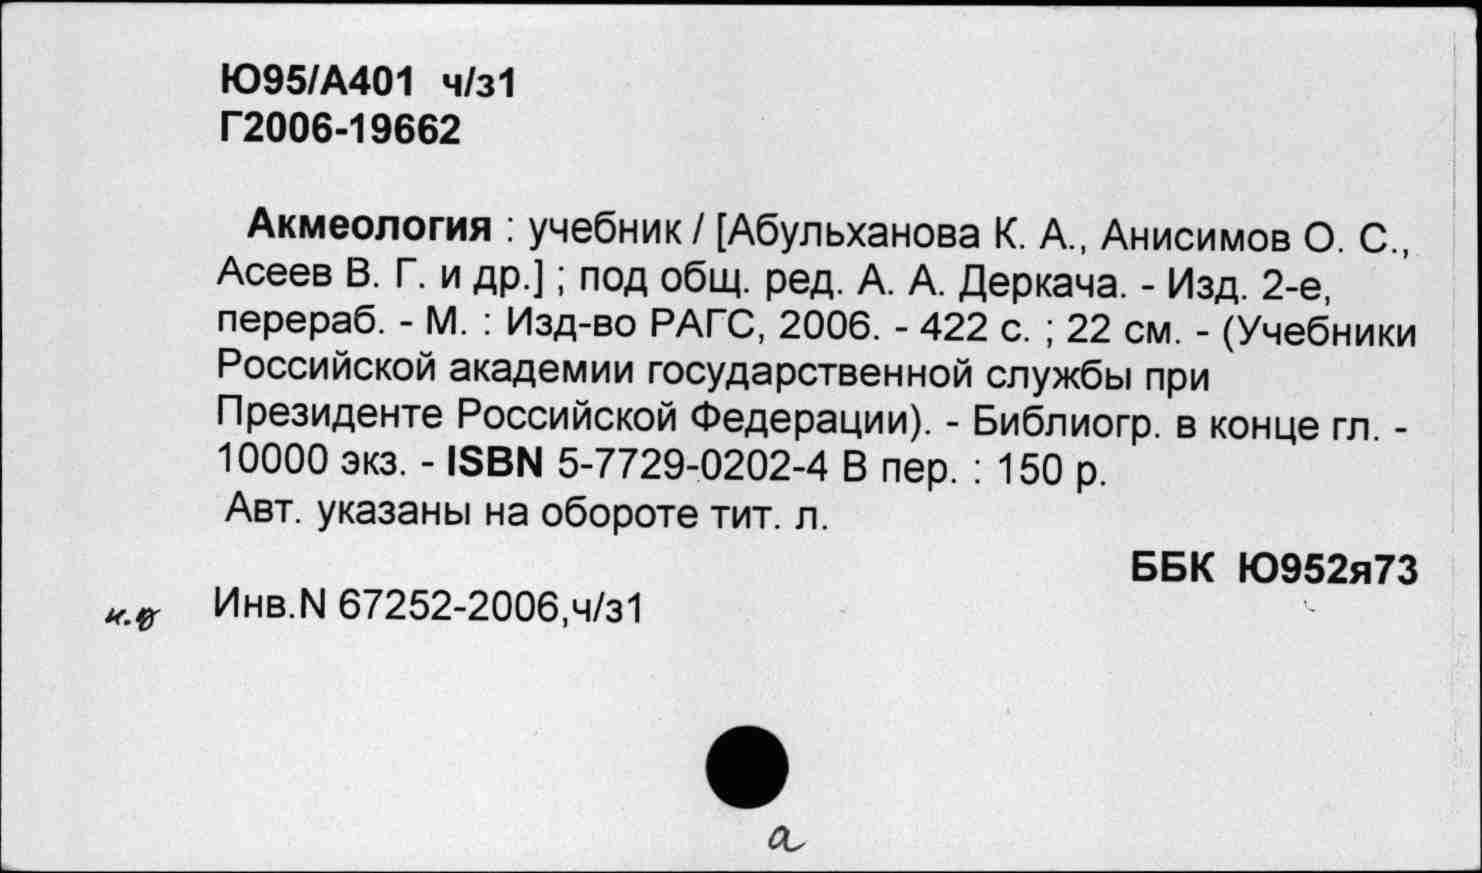 Ю95/А401 ч/з1
Г2006-19662
Акмеология : учебник / [Абульханова К. А., Анисимов О. С.,
Асеев В. Г. и др.] ; под общ. ред. А. А. Деркача. - Изд. 2-е,
перераб. - М. : Изд-во РАГС, 2006. - 422 с. ; 22 см. - (Учебники
Российской академии государственной службы при
Президенте Российской Федерации). - Библиогр. в конце гл. -
10000 экз. - ISBN 5-7729-0202-4 В пер. : 150 р.
Авт. указаны на обороте тит. л.
ББК Ю952я73
Инв.N 67252-2006,ч/з1
а